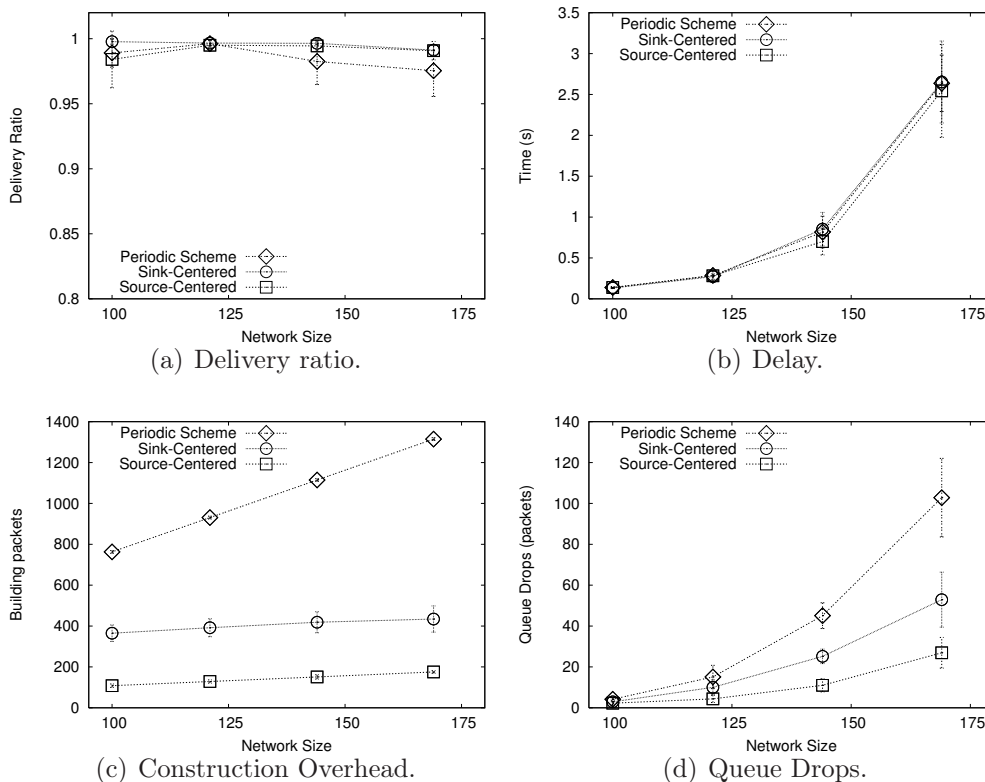 1
0.95
0.9
0.85
0.8
Delivery Ratio
Periodic Scheme
Sink-Centered
Source-Centered
100
125
150
175
Network Size
(a) Delivery ratio.
3.5
3
2.5
2
1.5
1
0.5
0
Time (s)
Periodic Scheme
Sink-Centered
Source-Centered
100
125
150
175
Network Size
(b) Delay.
1400
1200
1000
800
600
400
200
0
Building packets
Periodic Scheme
Sink-Centered
Source-Centered
100
125
150
175
Network Size
(c) Construction Overhead.
140
120
100
80
60
40
20
0
Queue Drops (packets)
Periodic Scheme
Sink-Centered
Source-Centered
100
125
150
175
Network Size
(d) Queue Drops.